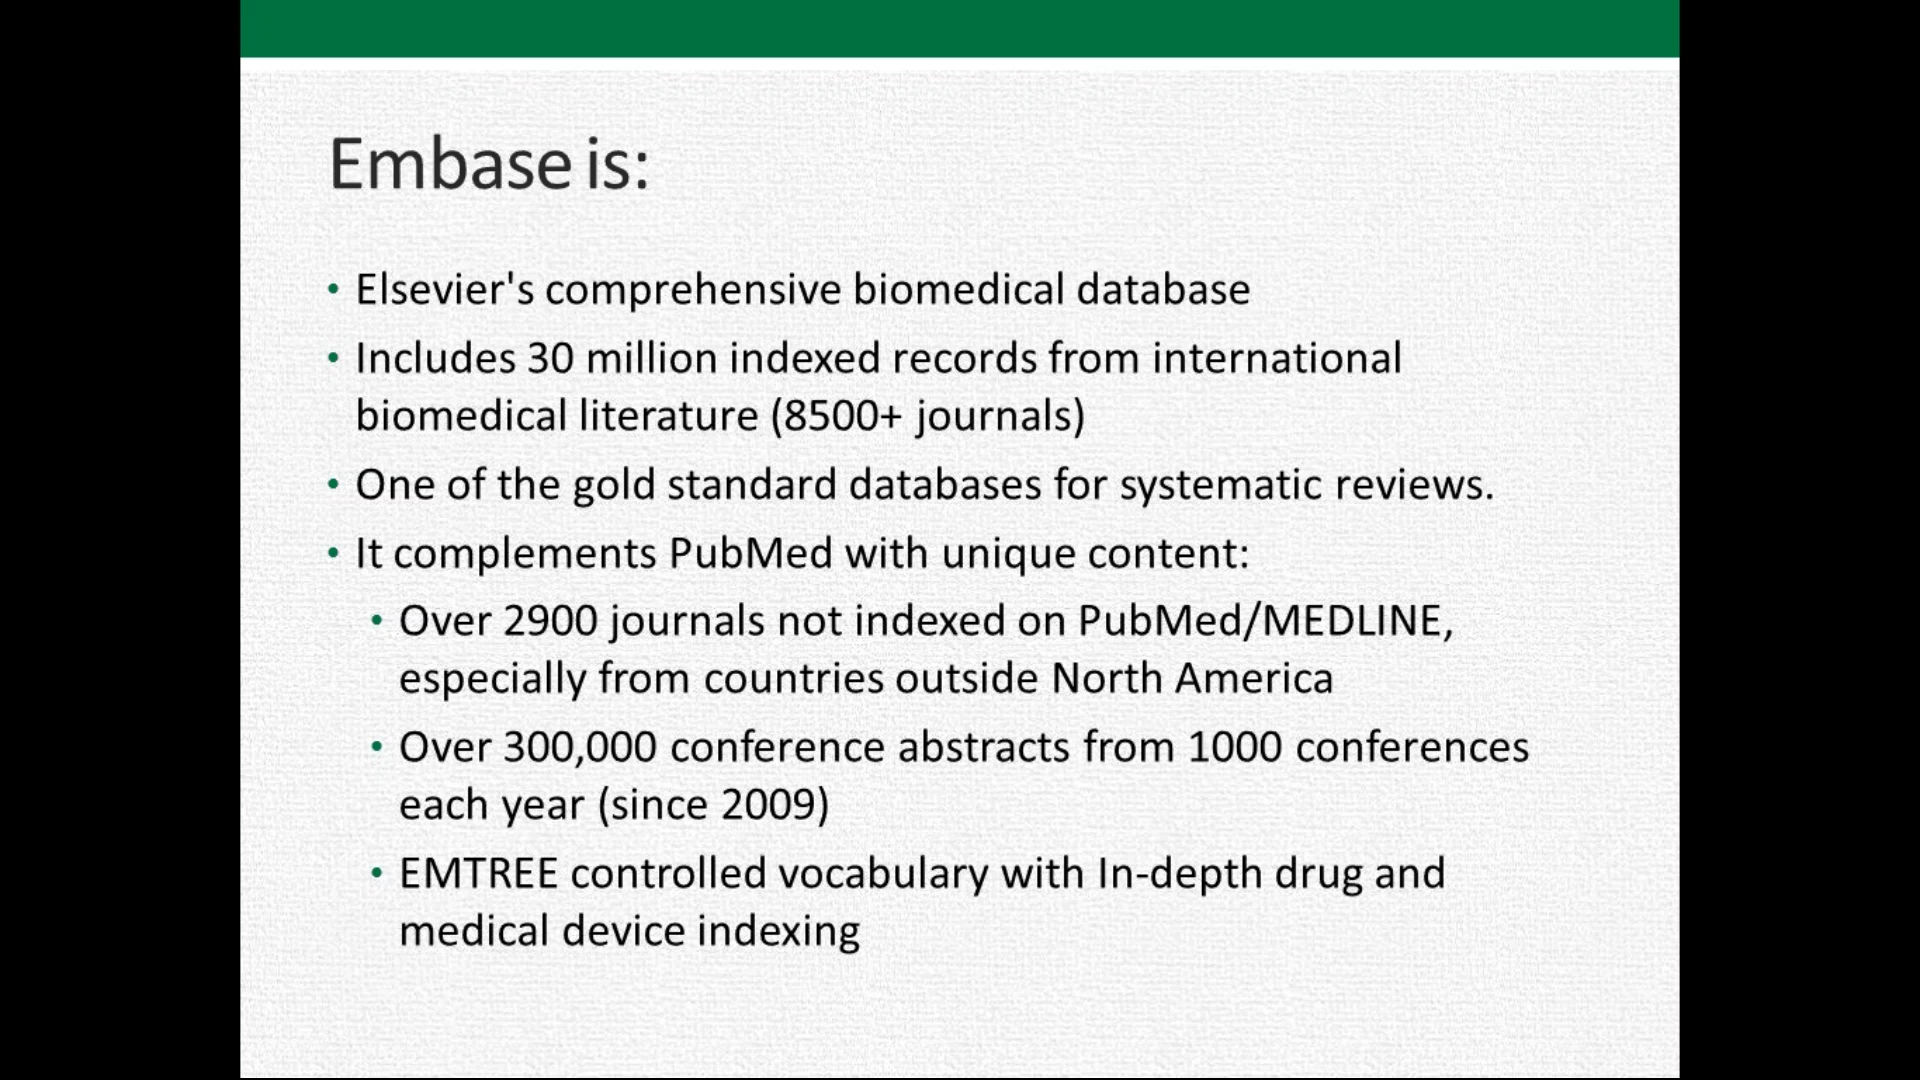 Embase is:
• Elsevier's comprehensive biomedical database
• Includes 30 million indexed records from international
biomedical literature (8500+ journals)
• One of the gold standard databases for systematic reviews.
• It complements PubMed with unique content:
• Over 2900 journals not indexed on PubMed/MEDLINE,
especially from countries outside North America
• Over 300,000 conference abstracts from 1000 conferences
each year (since 2009)
• EMTREE controlled vocabulary with In-depth drug and
medical device indexing